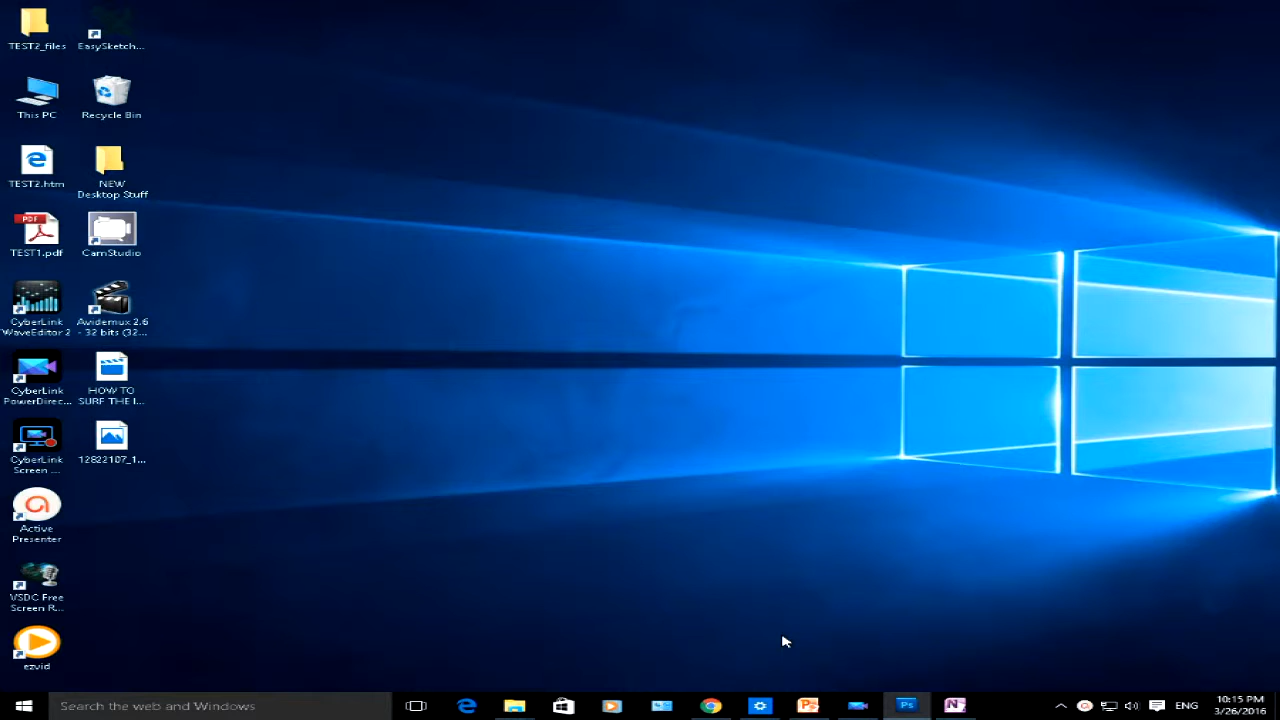 TEST2_files
EasySketch...
This PC
Recycle Bin
TEST2.htm
NEW
Desktop Stuff
PDF
TEST1.pdf
CamStudio
CyberLink
WaveEditor 2
Avidemux 2.6
- 32 bits (32...
CyberLink
PowerDirec...
HOW TO
SURF THE I...
CyberLink
Screen ...
12822107_1...
Active
Presenter
VSDC Free
Screen R...
ezvid
Search the web and Windows
Ps
ENG
10:15 PM
3/26/2016